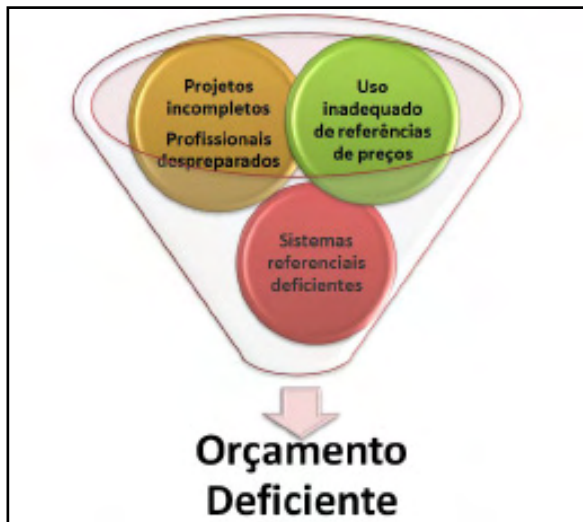 Projetos
incompletos
Profissionais
despreparados
Uso
inadequado
de referências
de preços
Sistemas
referenciais
deficientes
Orçamento
Deficiente